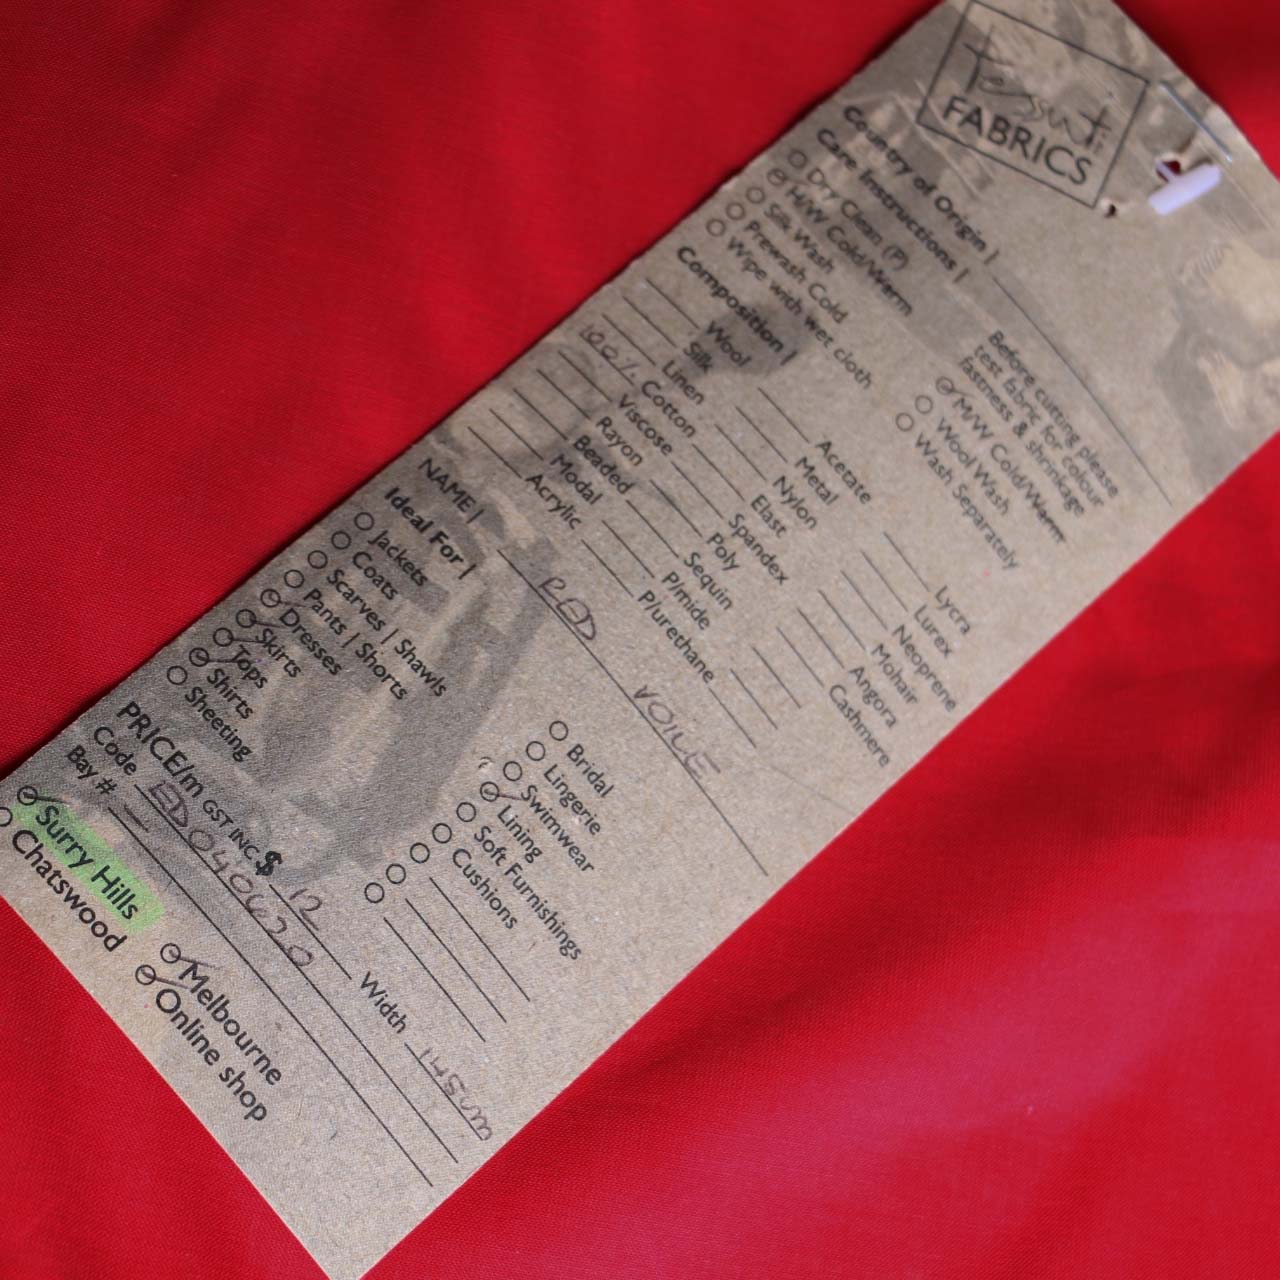 Tessuti
FABRICS
Country of Origin |
Care Instructions |
Dry Clean (P)
H/W Cold/Warm
Silk Wash
Prewash Cold
Wipe with wet cloth
Before cutting please
test fabric for colour
fastness & shrinkage
M/W Cold/Warm
Wool Wash
Wash Separately
Composition |
Wool
Silk
Linen
100% Cotton
Viscose
Rayon
Beaded
Modal
Acrylic
Acetate
Metal
Nylon
Elast
Spandex
Poly
Sequin
P/mide
P/urethane
Lycra
Lurex
Neoprene
Mohair
Angora
Cashmere
NAME | RED VOILE
Ideal For |
Jackets
Coats
Scarves | Shawls
Pants | Shorts
Dresses
Skirts
Tops
Shirts
Sheeting
Bridal
Lingerie
Swimwear
Lining
Soft Furnishings
Cushions
PRICE/m GST INC $ 12 Width 145cm
Code ED040620
Bay #
Surry Hills
Chatswood
Melbourne
Online shop